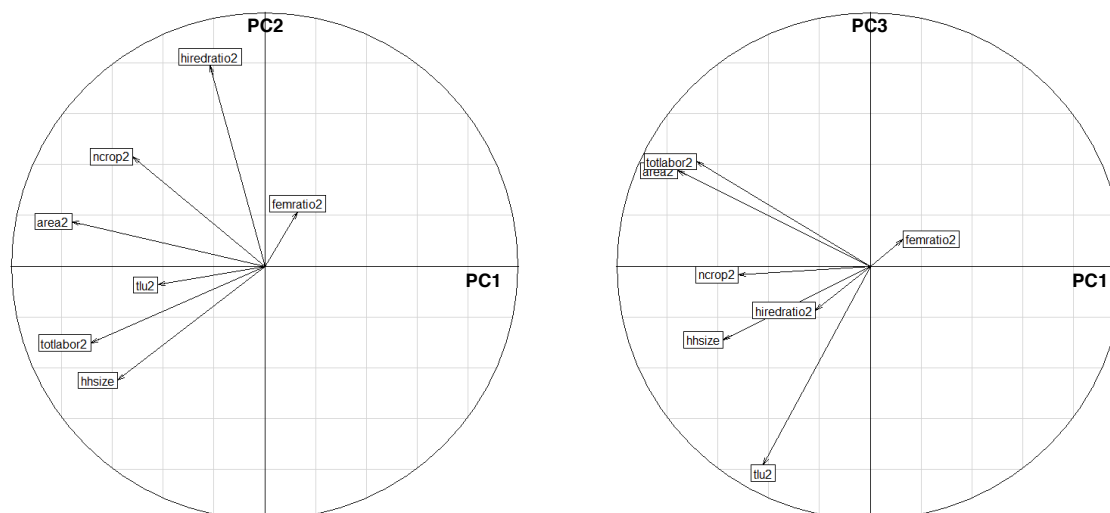 PC2
hiredratio2
ncrop2
femratio2
area2
PC1
tlu2
totlabor2
hhsize
PC3
totlabor2
area2
femratio2
ncrop2
PC1
hiredratio2
hhsize
tlu2